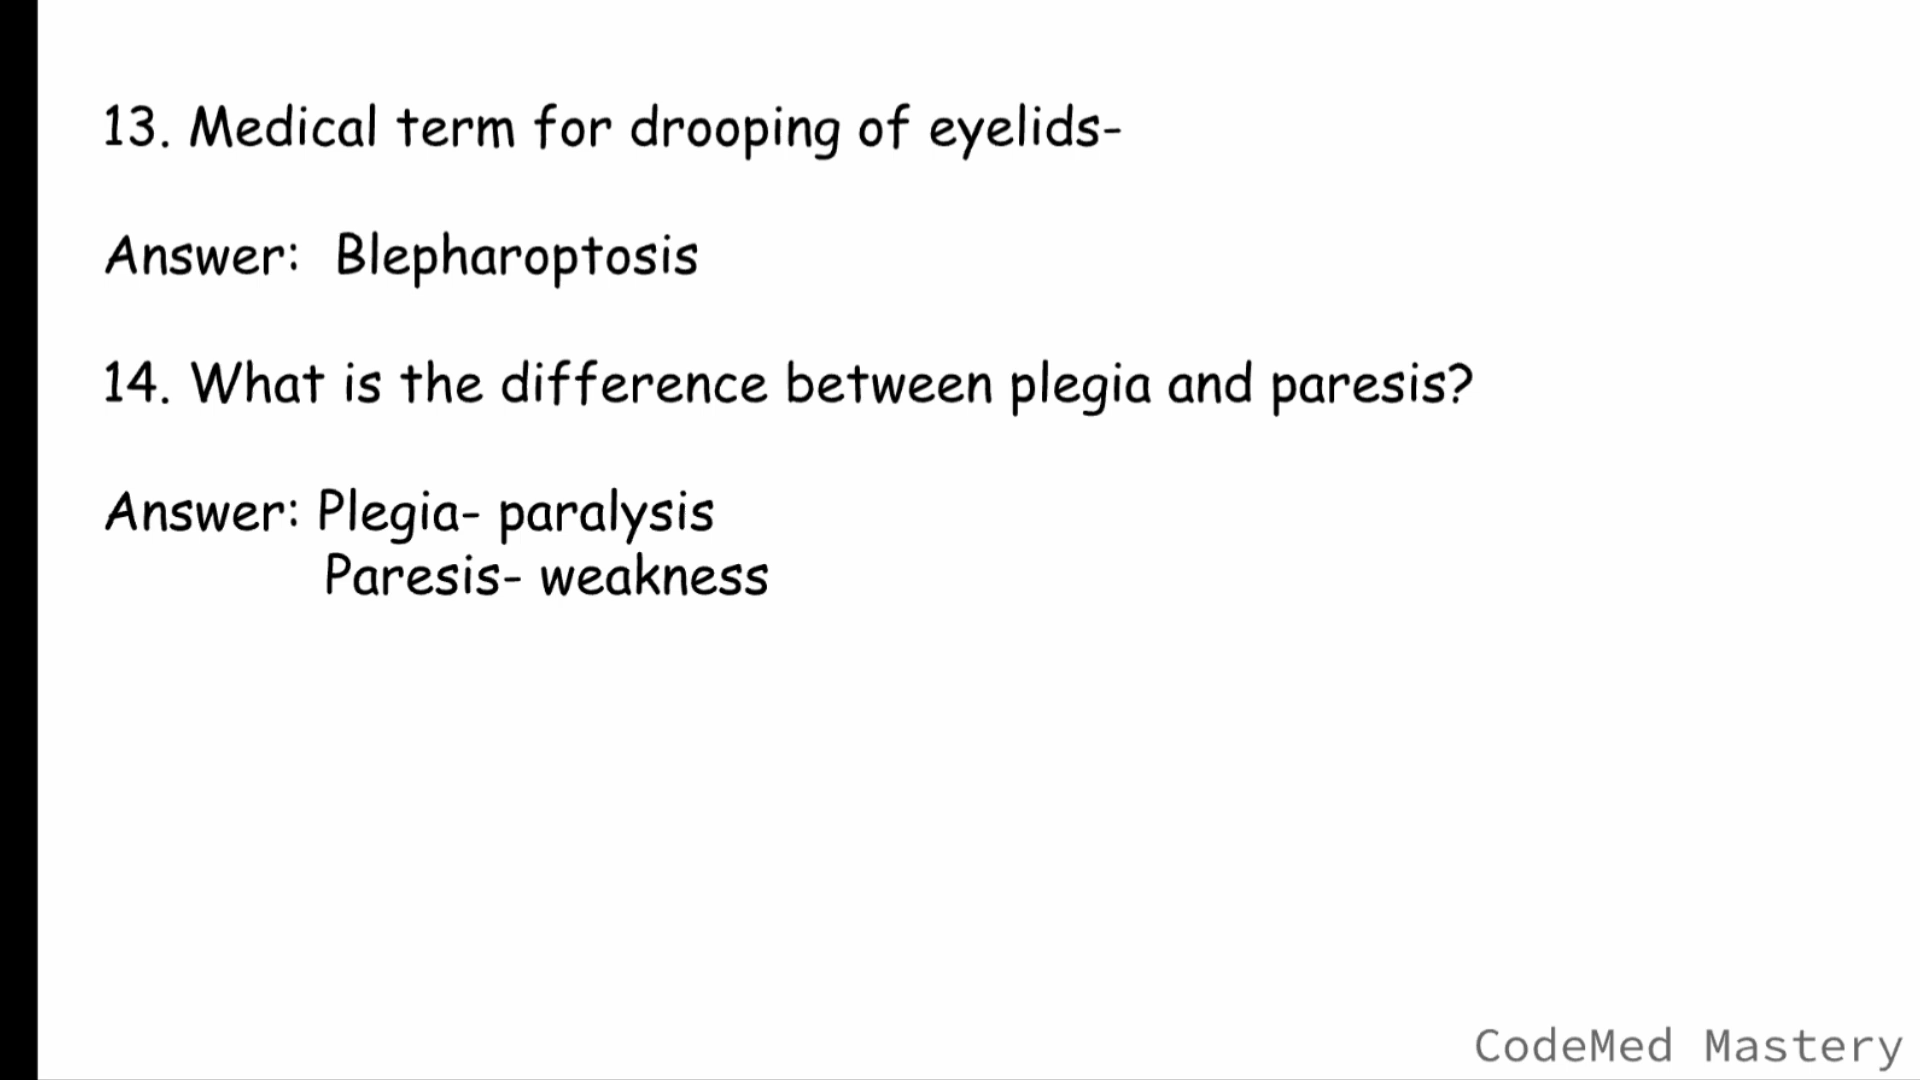 13. Medical term for drooping of eyelids-
Answer: Blepharoptosis
14. What is the difference between plegia and paresis?
Answer: Plegia- paralysis
Paresis- weakness
CodeMed Mastery